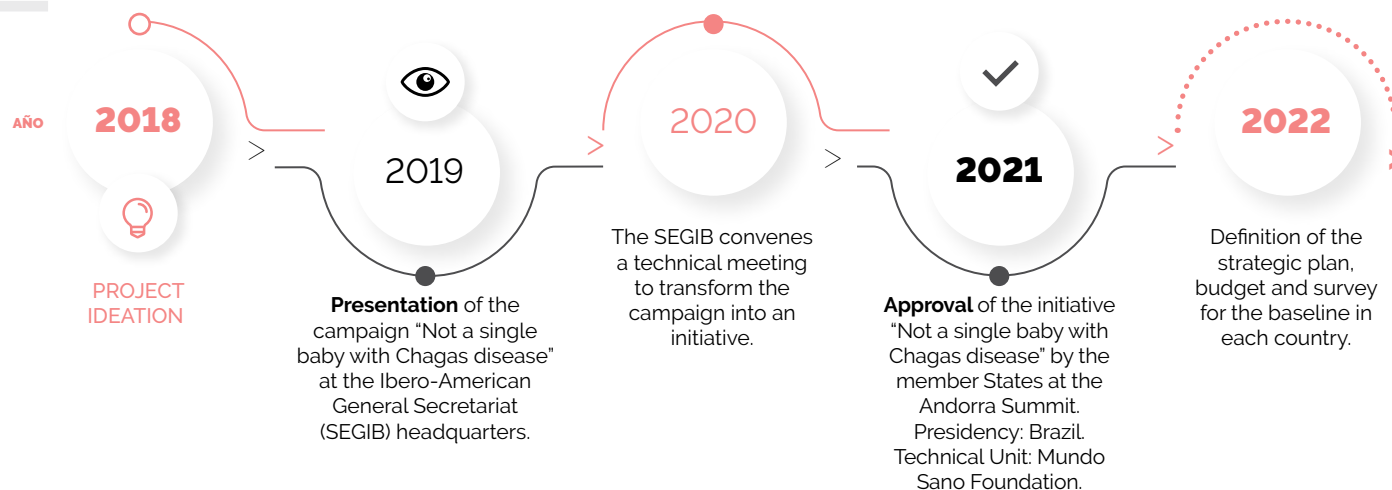 AÑO
2018
PROJECT
IDEATION
>
2019
Presentation of the
campaign “Not a single
baby with Chagas disease”
at the Ibero-American
General Secretariat
(SEGIB) headquarters.
>
2020
The SEGIB convenes
a technical meeting
to transform the
campaign into an
initiative.
>
2021
Approval of the initiative
“Not a single baby with
Chagas disease” by the
member States at the
Andorra Summit.
Presidency: Brazil.
Technical Unit: Mundo
Sano Foundation.
>
2022
Definition of the
strategic plan,
budget and survey
for the baseline in
each country.